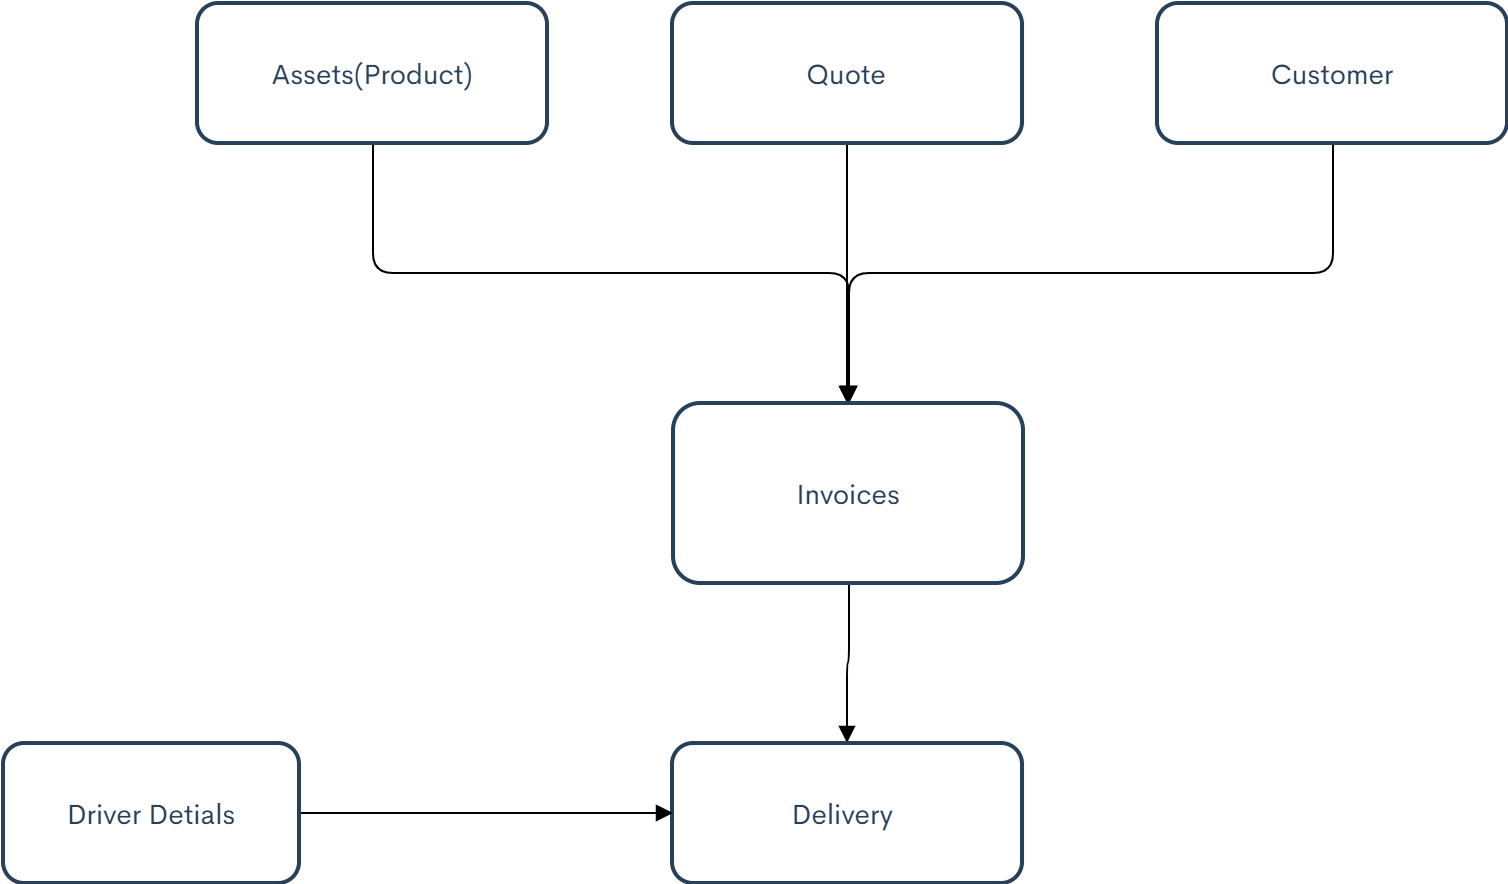 Assets(Product)
Quote
Customer
Invoices
Driver Detials
Delivery